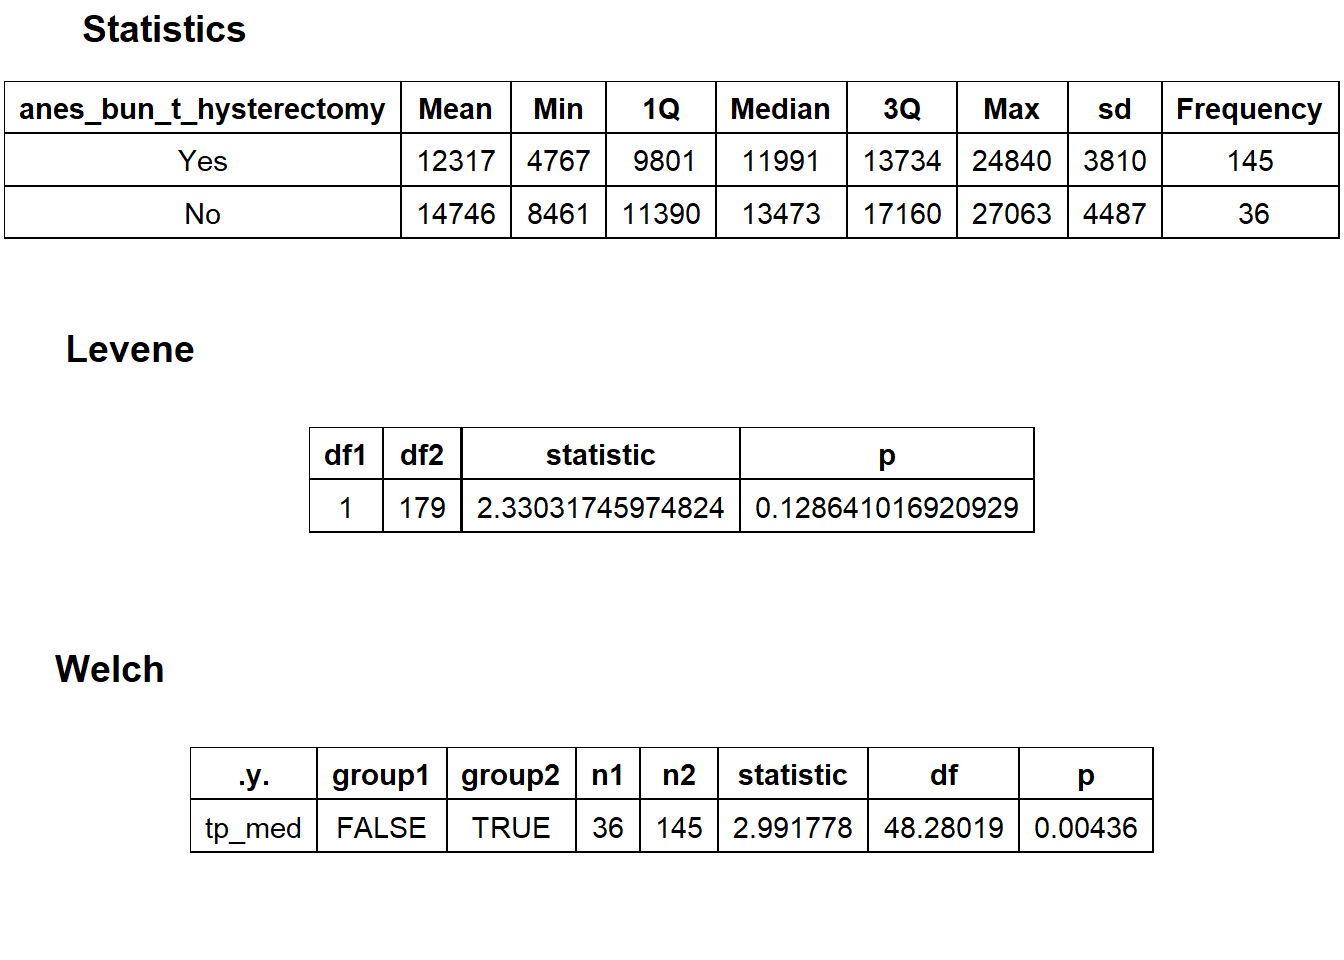 Statistics
anes_bun_t_hysterectomy Mean Min 1Q Median 3Q Max sd Frequency
Yes 12317 4767 9801 11991 13734 24840 3810 145
No 14746 8461 11390 13473 17160 27063 4487 36
Levene
df1 df2 statistic p
1 179 2.33031745974824 0.128641016920929
Welch
.y. group1 group2 n1 n2 statistic df p
tp_med FALSE TRUE 36 145 2.991778 48.28019 0.00436